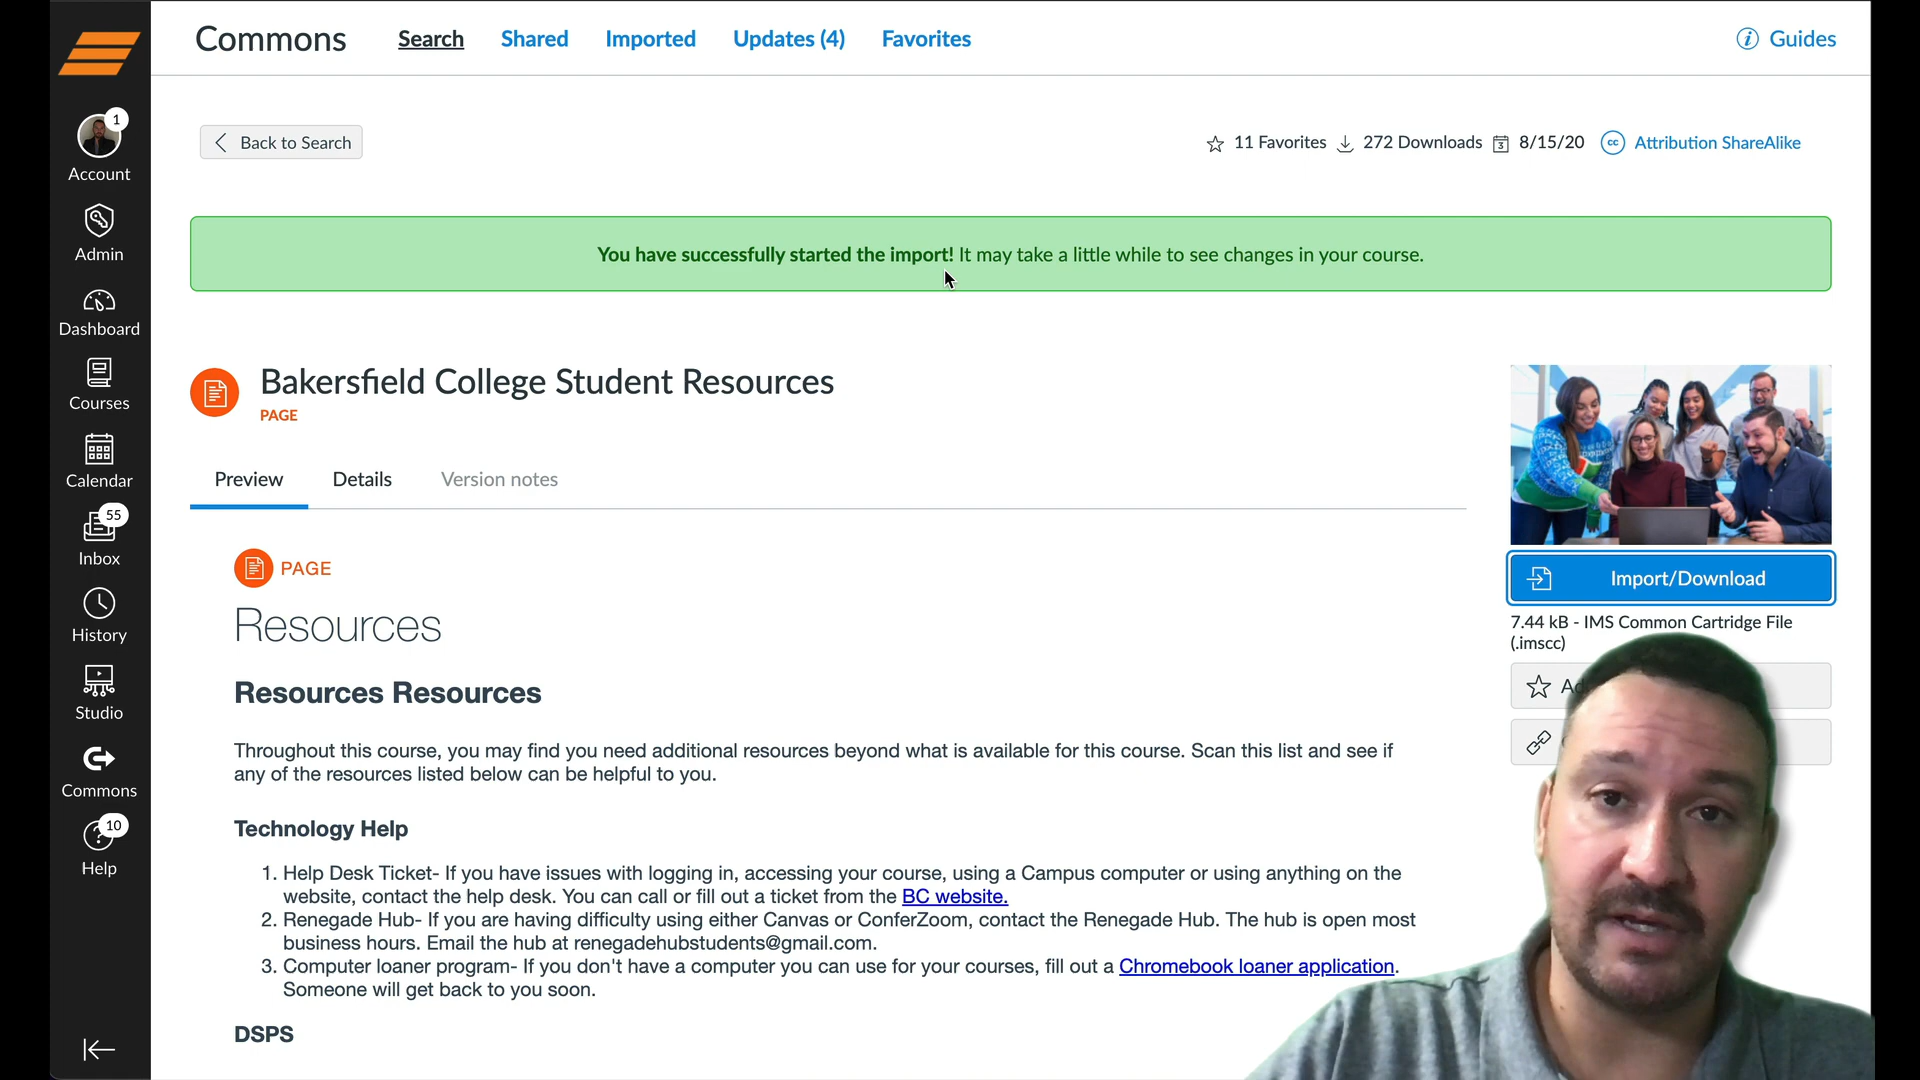 Commons
Search
Shared
Imported
Updates (4)
Favorites
Guides
1
Account
Admin
Dashboard
Courses
Calendar
55
Inbox
History
Studio
Commons
10
Help
Back to Search
11 Favorites
272 Downloads
3
8/15/20
cc
Attribution ShareAlike
You have successfully started the import! It may take a little while to see changes in your course.
Bakersfield College Student Resources
PAGE
Preview
Details
Version notes
Import/Download
7.44 kB - IMS Common Cartridge File
(.imscc)
PAGE
Resources
Resources Resources
Throughout this course, you may find you need additional resources beyond what is available for this course. Scan this list and see if
any of the resources listed below can be helpful to you.
Technology Help
1. Help Desk Ticket- If you have issues with logging in, accessing your course, using a Campus computer or using anything on the
website, contact the help desk. You can call or fill out a ticket from the BC website.
2. Renegade Hub- If you are having difficulty using either Canvas or ConferZoom, contact the Renegade Hub. The hub is open most
business hours. Email the hub at renegadehubstudents@gmail.com.
3. Computer loaner program- If you don't have a computer you can use for your courses, fill out a Chromebook loaner application.
Someone will get back to you soon.
DSPS